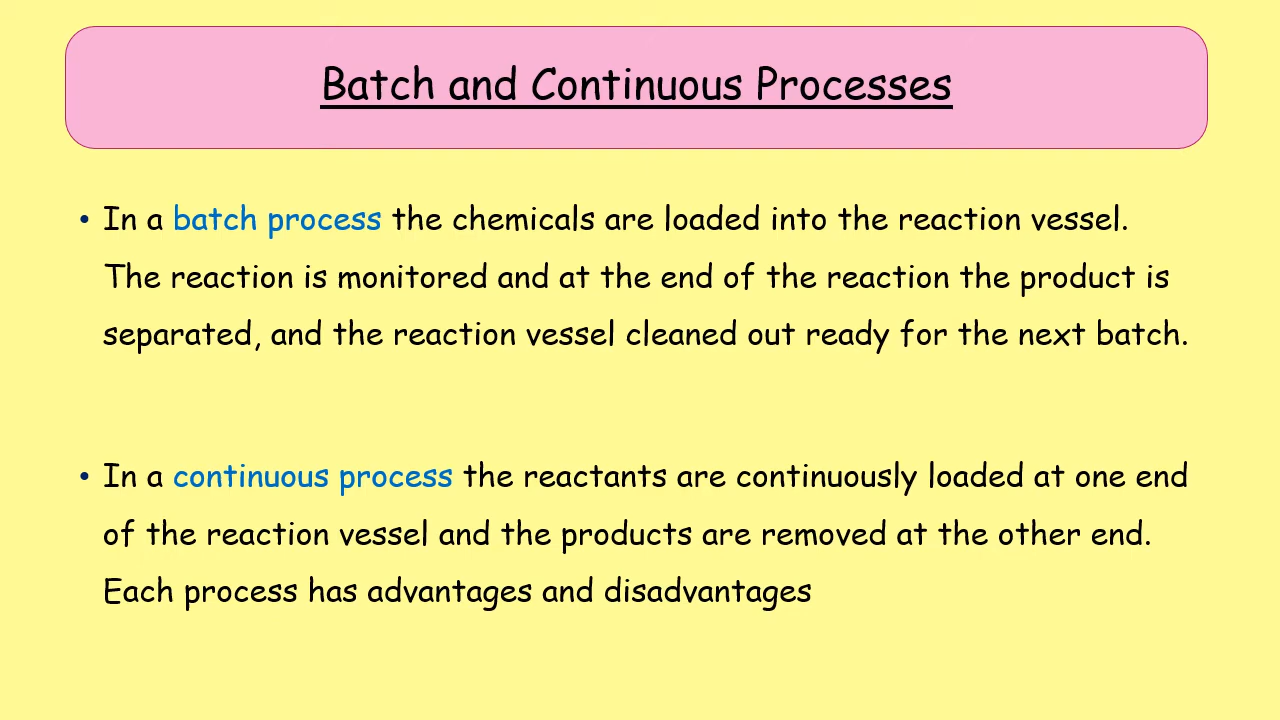 Batch and Continuous Processes
• In a batch process the chemicals are loaded into the reaction vessel.
The reaction is monitored and at the end of the reaction the product is
separated, and the reaction vessel cleaned out ready for the next batch.
• In a continuous process the reactants are continuously loaded at one end
of the reaction vessel and the products are removed at the other end.
Each process has advantages and disadvantages